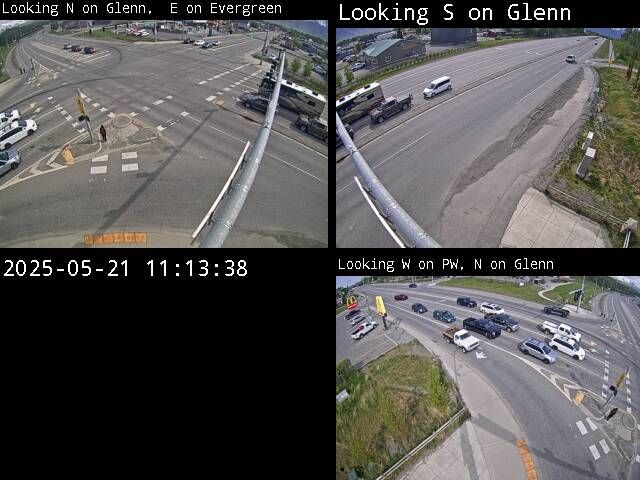 Looking N on Glenn,  E on Evergreen
Looking S on Glenn
2025-05-21 11:13:38
Looking W on PW, N on Glenn